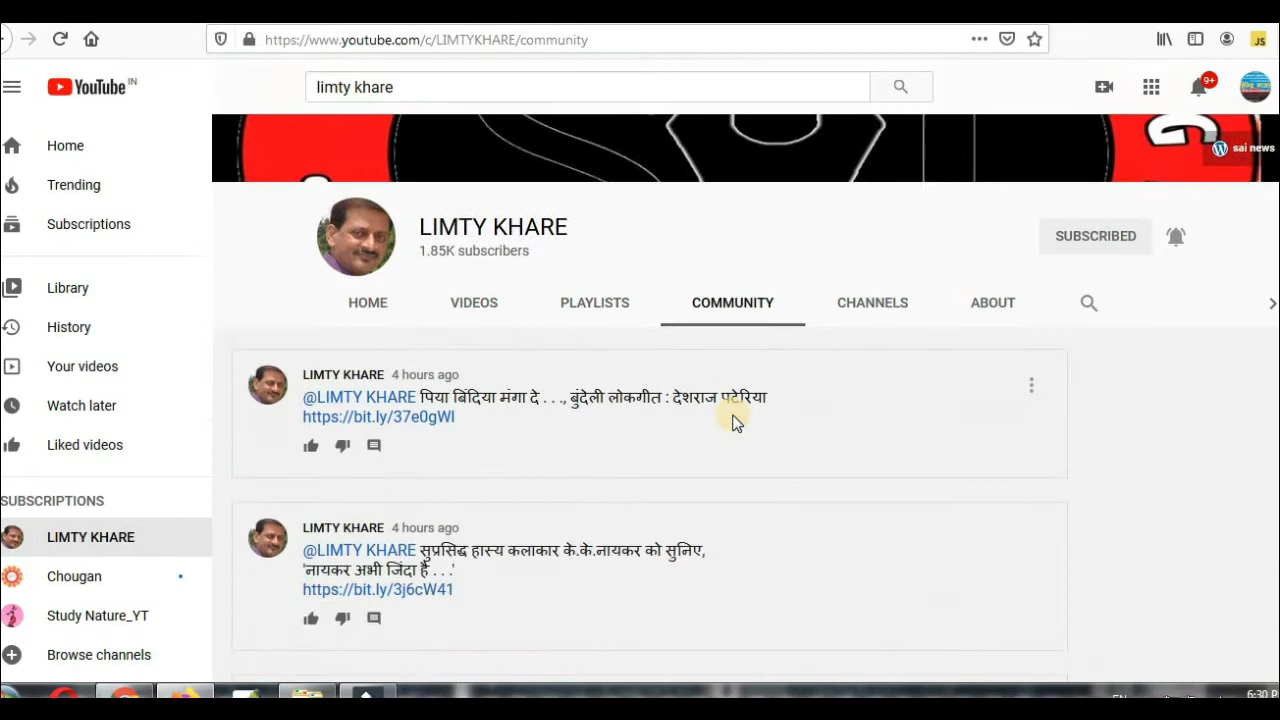 https://www.youtube.com/c/LIMTYKHARE/community
YouTube IN
limty khare
9+
Home
sai news
Trending
Subscriptions
LIMTY KHARE
1.85K subscribers
SUBSCRIBED
Library
HOME
VIDEOS
PLAYLISTS
COMMUNITY
CHANNELS
ABOUT
History
Your videos
Watch later
Liked videos
LIMTY KHARE 4 hours ago
@LIMTY KHARE पिया बिंदिया मंगा दे . . ., बुंदेली लोकगीत : देशराज पटेरिया
https://bit.ly/37e0gWI
SUBSCRIPTIONS
LIMTY KHARE
Chougan
Study Nature_YT
Browse channels
LIMTY KHARE 4 hours ago
@LIMTY KHARE सुप्रसिद्ध हास्य कलाकार के.के.नायकर को सुनिए,
'नायकर अभी जिंदा है . . .'
https://bit.ly/3j6cW41